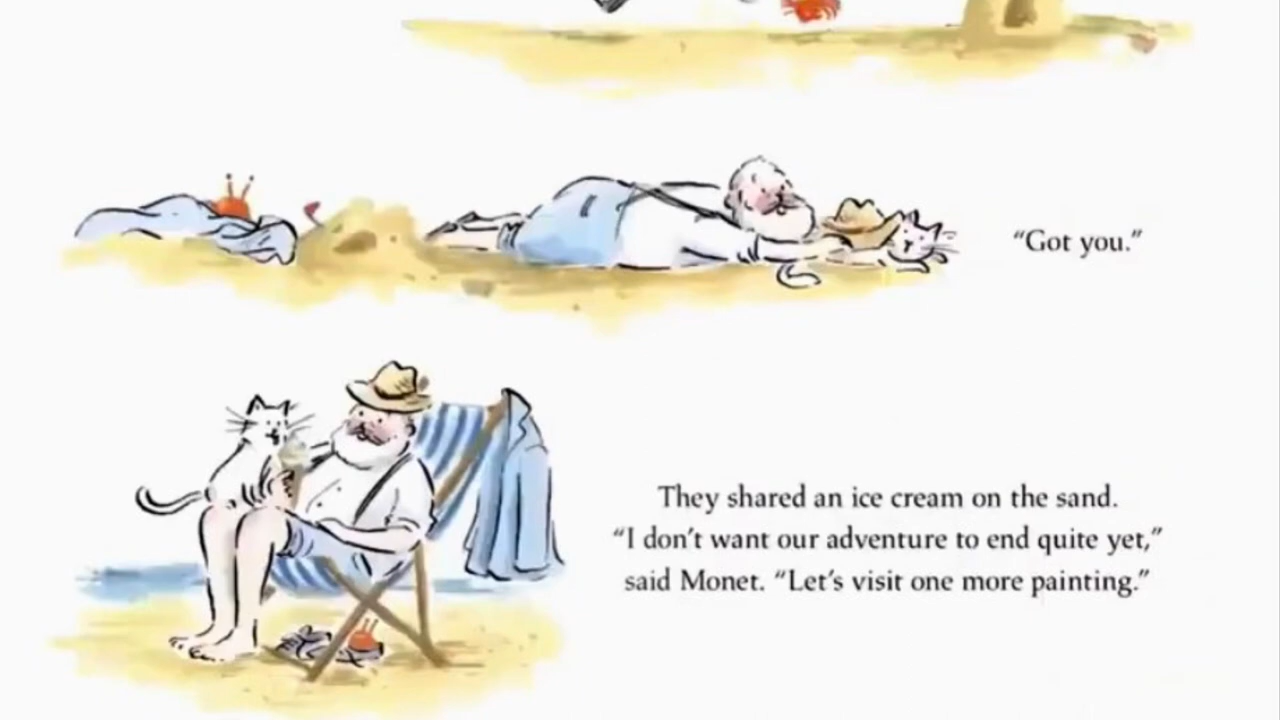 “Got you.”
They shared an ice cream on the sand.
“I don’t want our adventure to end quite yet,”
said Monet. “Let’s visit one more painting.”